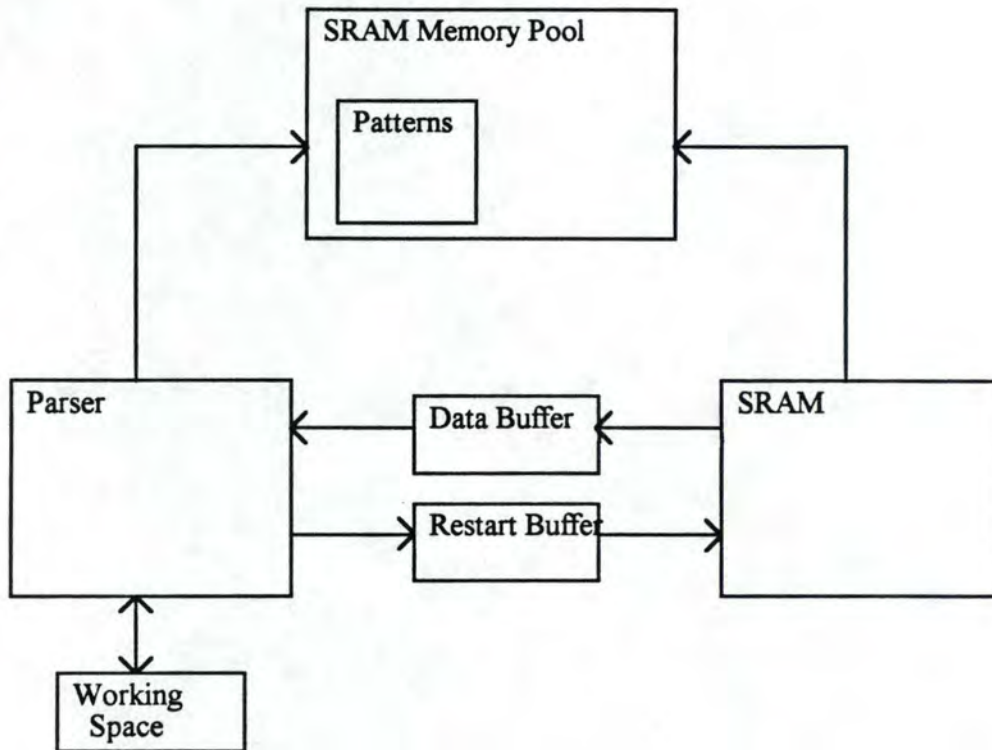 SRAM Memory Pool
Patterns
Parser
Data Buffer
SRAM
Restart Buffer
Working
Space